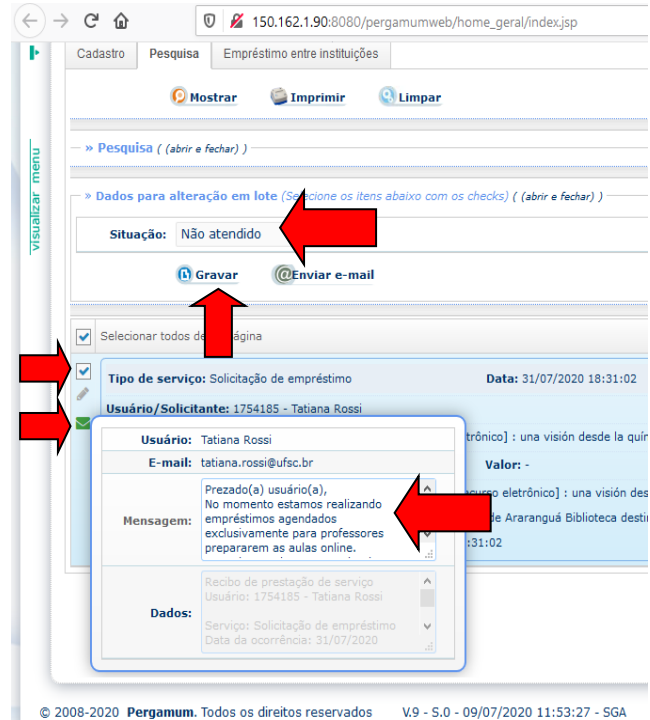 150.162.1.90:8080/pergamumweb/home_geral/index.jsp
Cadastro Pesquisa Empréstimo entre instituições
Mostrar Imprimir Limpar
» Pesquisa ( (abrir e fechar) )
visualizar menu
» Dados para alteração em lote (Selecione os itens abaixo com os checks) ( (abrir e fechar) )
Situação: Não atendido
Gravar @Enviar e-mail
Selecionar todos página
Tipo de serviço: Solicitação de empréstimo Data: 31/07/2020 18:31:02
Usuário/Solicitante: 1754185 - Tatiana Rossi
trônico] : una visión desde la quír
Valor: -
urso eletrônico] : una visión des
de Araranguá Biblioteca destir
:31:02
Usuário: Tatiana Rossi
E-mail: tatiana.rossi@ufsc.br
Mensagem: Prezado(a) usuário(a),
No momento estamos realizando
empréstimos agendados
exclusivamente para professores
prepararem as aulas online.
Dados: Recibo de prestação de serviço
Usuário: 1754185 - Tatiana Rossi
Serviço: Solicitação de empréstimo
Data da ocorrência: 31/07/2020
© 2008-2020 Pergamum. Todos os direitos reservados V.9 - S.0 - 09/07/2020 11:53:27 - SGA